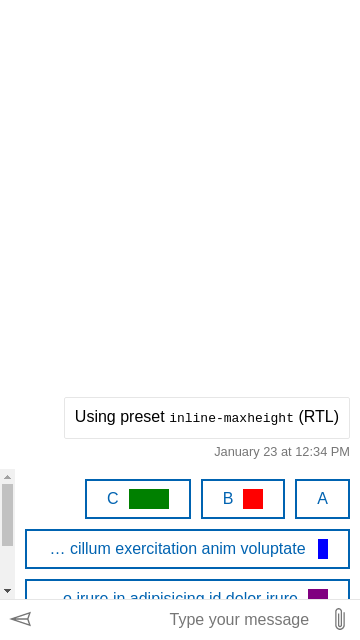 Using preset inline-maxheight (RTL)
January 23 at 12:34 PM
A
B
C
… cillum exercitation anim voluptate
e irure in adipisicing id dolor irure
Type your message